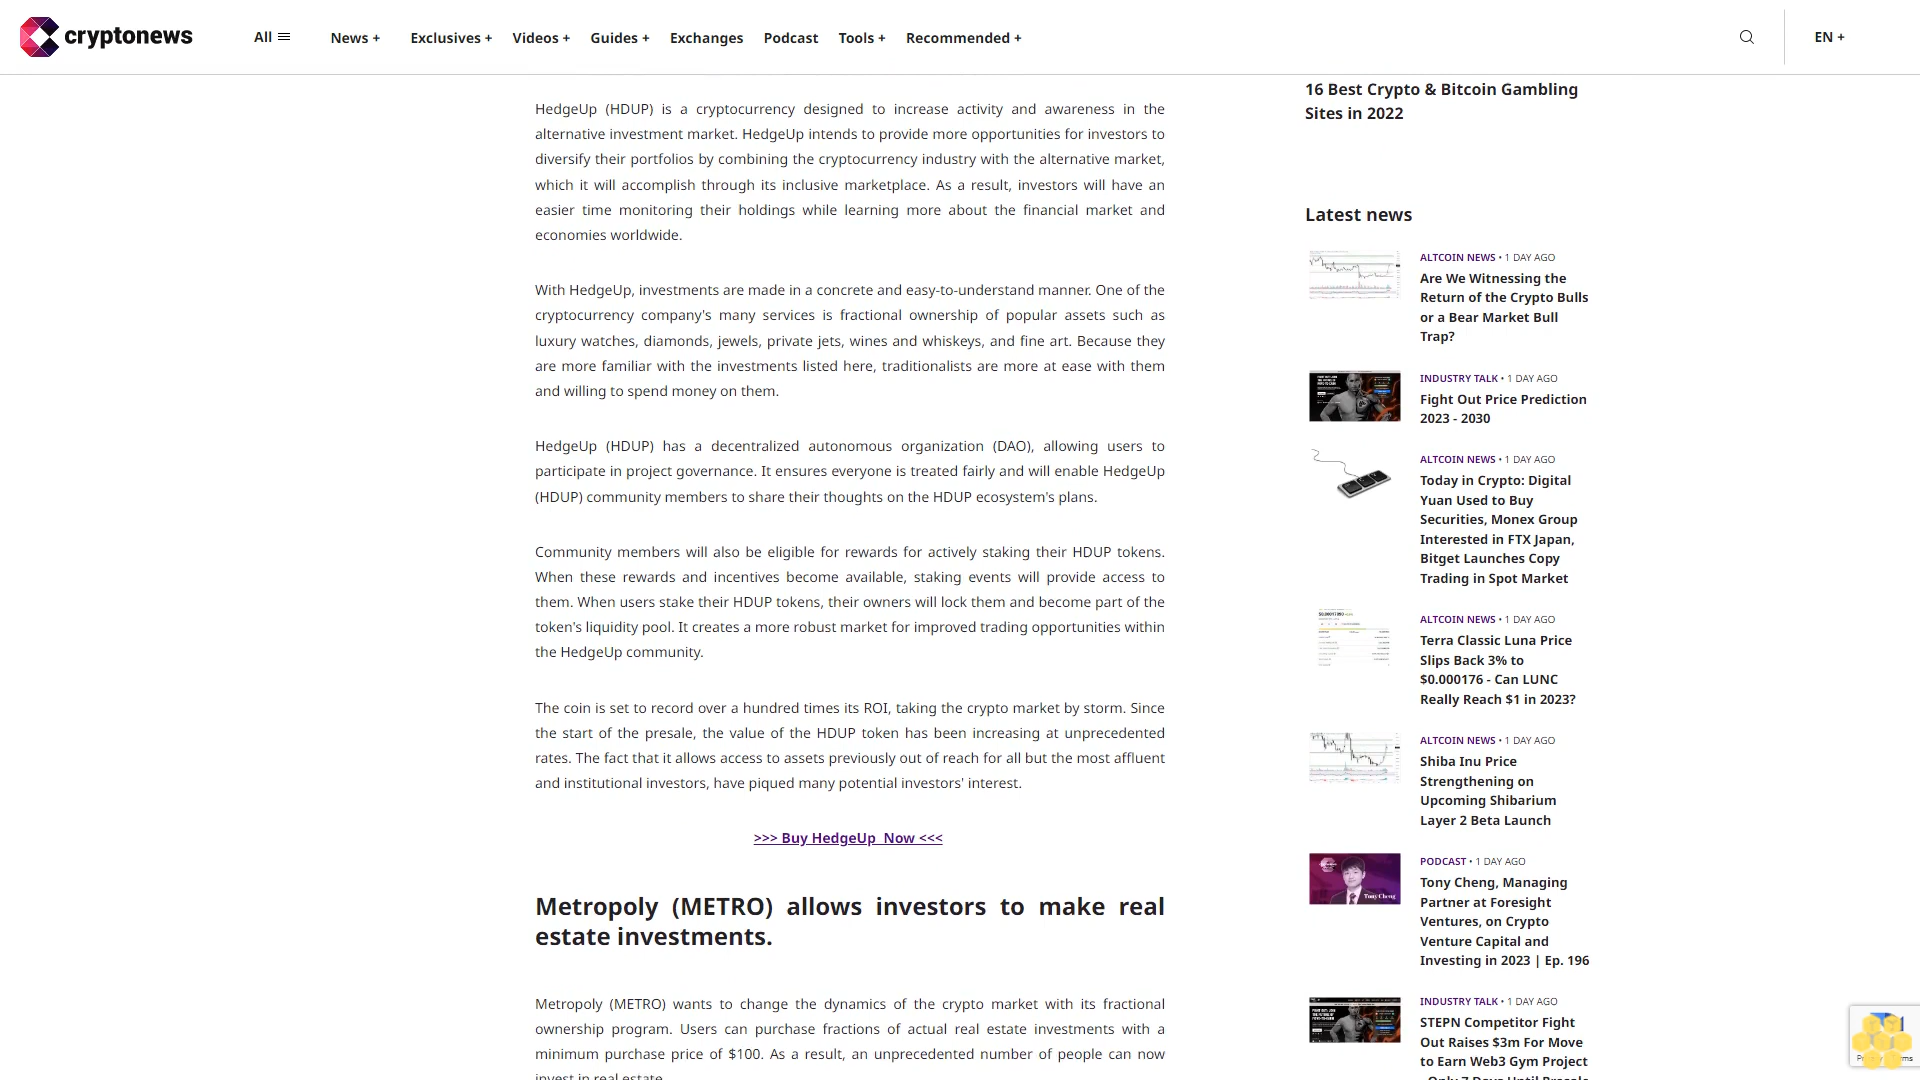 cryptonews
All
News +
Exclusives +
Videos +
Guides +
Exchanges
Podcast
Tools +
Recommended +
EN +
HedgeUp (HDUP) is a cryptocurrency designed to increase activity and awareness in the
alternative investment market. HedgeUp intends to provide more opportunities for investors to
diversify their portfolios by combining the cryptocurrency industry with the alternative market,
which it will accomplish through its inclusive marketplace. As a result, investors will have an
easier time monitoring their holdings while learning more about the financial market and
economies worldwide.
With HedgeUp, investments are made in a concrete and easy-to-understand manner. One of the
cryptocurrency company's many services is fractional ownership of popular assets such as
luxury watches, diamonds, jewels, private jets, wines and whiskeys, and fine art. Because they
are more familiar with the investments listed here, traditionalists are more at ease with them
and willing to spend money on them.
HedgeUp (HDUP) has a decentralized autonomous organization (DAO), allowing users to
participate in project governance. It ensures everyone is treated fairly and will enable HedgeUp
(HDUP) community members to share their thoughts on the HDUP ecosystem's plans.
Community members will also be eligible for rewards for actively staking their HDUP tokens.
When these rewards and incentives become available, staking events will provide access to
them. When users stake their HDUP tokens, their owners will lock them and become part of the
token's liquidity pool. It creates a more robust market for improved trading opportunities within
the HedgeUp community.
The coin is set to record over a hundred times its ROI, taking the crypto market by storm. Since
the start of the presale, the value of the HDUP token has been increasing at unprecedented
rates. The fact that it allows access to assets previously out of reach for all but the most affluent
and institutional investors, have piqued many potential investors' interest.
>>> Buy HedgeUp Now <<<
Metropoly (METRO) allows investors to make real
estate investments.
Metropoly (METRO) wants to change the dynamics of the crypto market with its fractional
ownership program. Users can purchase fractions of actual real estate investments with a
minimum purchase price of $100. As a result, an unprecedented number of people can now
invest in real estate.
16 Best Crypto & Bitcoin Gambling
Sites in 2022
Latest news
ALTCOIN NEWS • 1 DAY AGO
Are We Witnessing the
Return of the Crypto Bulls
or a Bear Market Bull
Trap?
INDUSTRY TALK • 1 DAY AGO
Fight Out Price Prediction
2023 - 2030
ALTCOIN NEWS • 1 DAY AGO
Today in Crypto: Digital
Yuan Used to Buy
Securities, Monex Group
Interested in FTX Japan,
Bitget Launches Copy
Trading in Spot Market
ALTCOIN NEWS • 1 DAY AGO
Terra Classic Luna Price
Slips Back 3% to
$0.000176 - Can LUNC
Really Reach $1 in 2023?
ALTCOIN NEWS • 1 DAY AGO
Shiba Inu Price
Strengthening on
Upcoming Shibarium
Layer 2 Beta Launch
Tony Cheng
PODCAST • 1 DAY AGO
Tony Cheng, Managing
Partner at Foresight
Ventures, on Crypto
Venture Capital and
Investing in 2023 | Ep. 196
INDUSTRY TALK • 1 DAY AGO
STEPN Competitor Fight
Out Raises $3m For Move
to Earn Web3 Gym Project
- Only 7 Days Until Presale